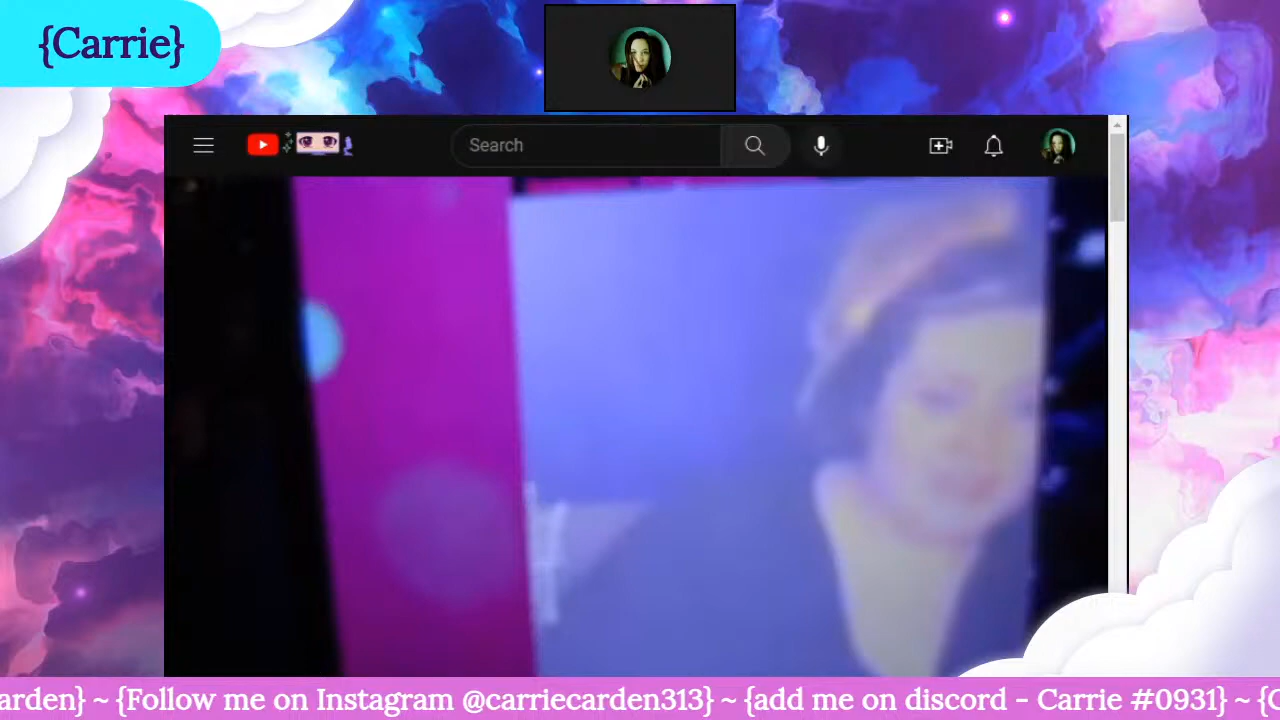 {Carrie}
Search
arden} ~ {Follow me on Instagram @carriecarden313} ~ {add me on discord - Carrie #0931} ~ {C